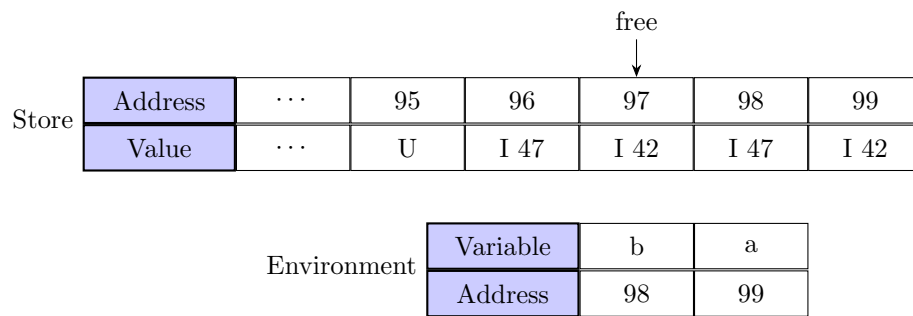 free
Store
Address ··· 95 96 97 98 99
Value ··· U I 47 I 42 I 47 I 42
Environment
Variable b a
Address 98 99